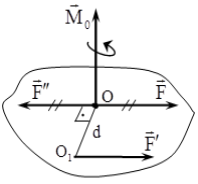 M⃗₀
F⃗″ O F⃗
d
O₁ F⃗′